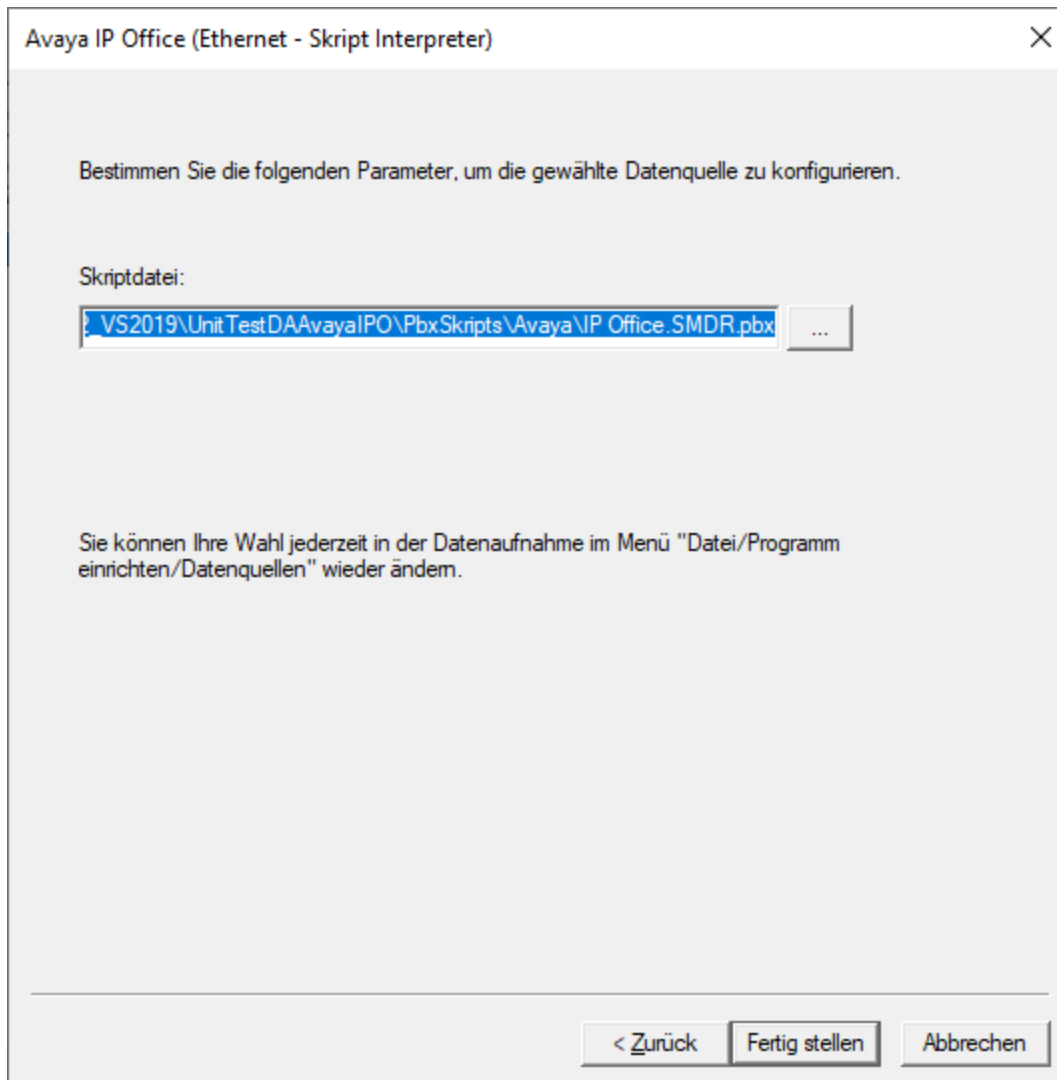 Avaya IP Office (Ethernet - Skript Interpreter)
Bestimmen Sie die folgenden Parameter, um die gewählte Datenquelle zu konfigurieren.
Skriptdatei:
_VS2019\UnitTestDAAvayaIPO\PbxSkripts\Avaya\IP Office.SMDR.pbx
...
Sie können Ihre Wahl jederzeit in der Datenaufnahme im Menü "Datei/Programm
einrichten/Datenquellen" wieder ändern.
< Zurück
Fertig stellen
Abbrechen